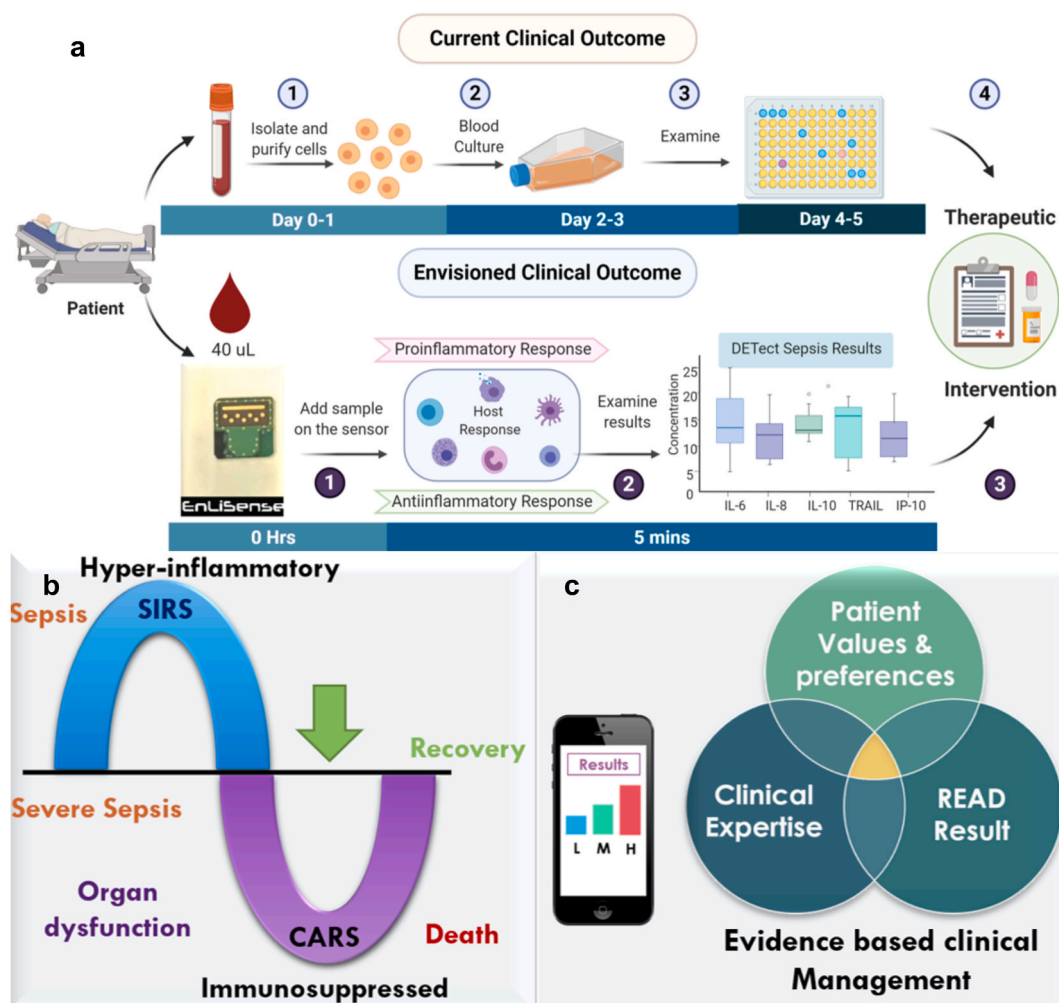 a
Current Clinical Outcome
1
2
3
4
Isolate and
purify cells
Blood
Culture
Examine
Day 0-1
Day 2-3
Day 4-5
Therapeutic
Intervention
Patient
Envisioned Clinical Outcome
40 uL
EnLiSense
Add sample
on the sensor
1
Proinflammatory Response
Host
Response
Antiinflammatory Response
Examine
results
2
DETect Sepsis Results
Concentration
25
20
15
10
5
0
IL-6
IL-8
IL-10
TRAIL
IP-10
3
0 Hrs
5 mins
b
Hyper-inflammatory
Sepsis
SIRS
Recovery
Severe Sepsis
Organ
dysfunction
CARS
Death
Immunosuppressed
c
Results
L
M
H
Patient
Values &
preferences
Clinical
Expertise
READ
Result
Evidence based clinical
Management